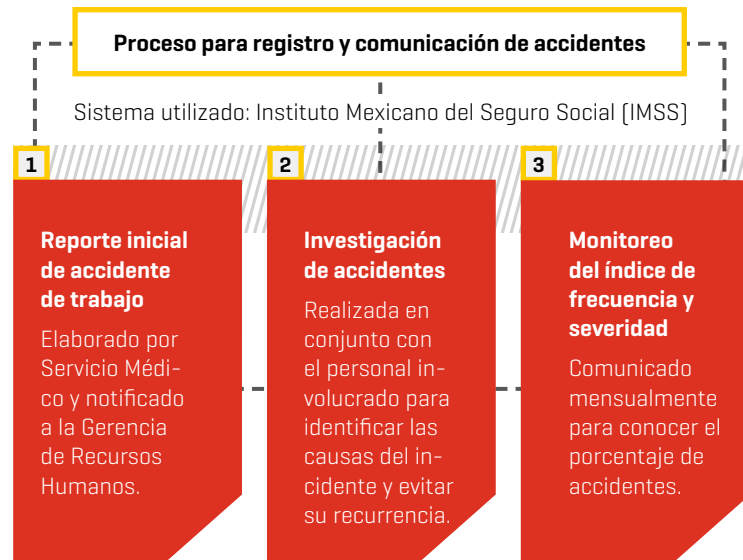 Proceso para registro y comunicación de accidentes
Sistema utilizado: Instituto Mexicano del Seguro Social (IMSS)
1
Reporte inicial
de accidente
de trabajo
Elaborado por
Servicio Médi-
co y notificado
a la Gerencia
de Recursos
Humanos.
2
Investigación
de accidentes
Realizada en
conjunto con
el personal in-
volucrado para
identificar las
causas del in-
cidente y evitar
su recurrencia.
3
Monitoreo
del índice de
frecuencia y
severidad
Comunicado
mensualmente
para conocer el
porcentaje de
accidentes.